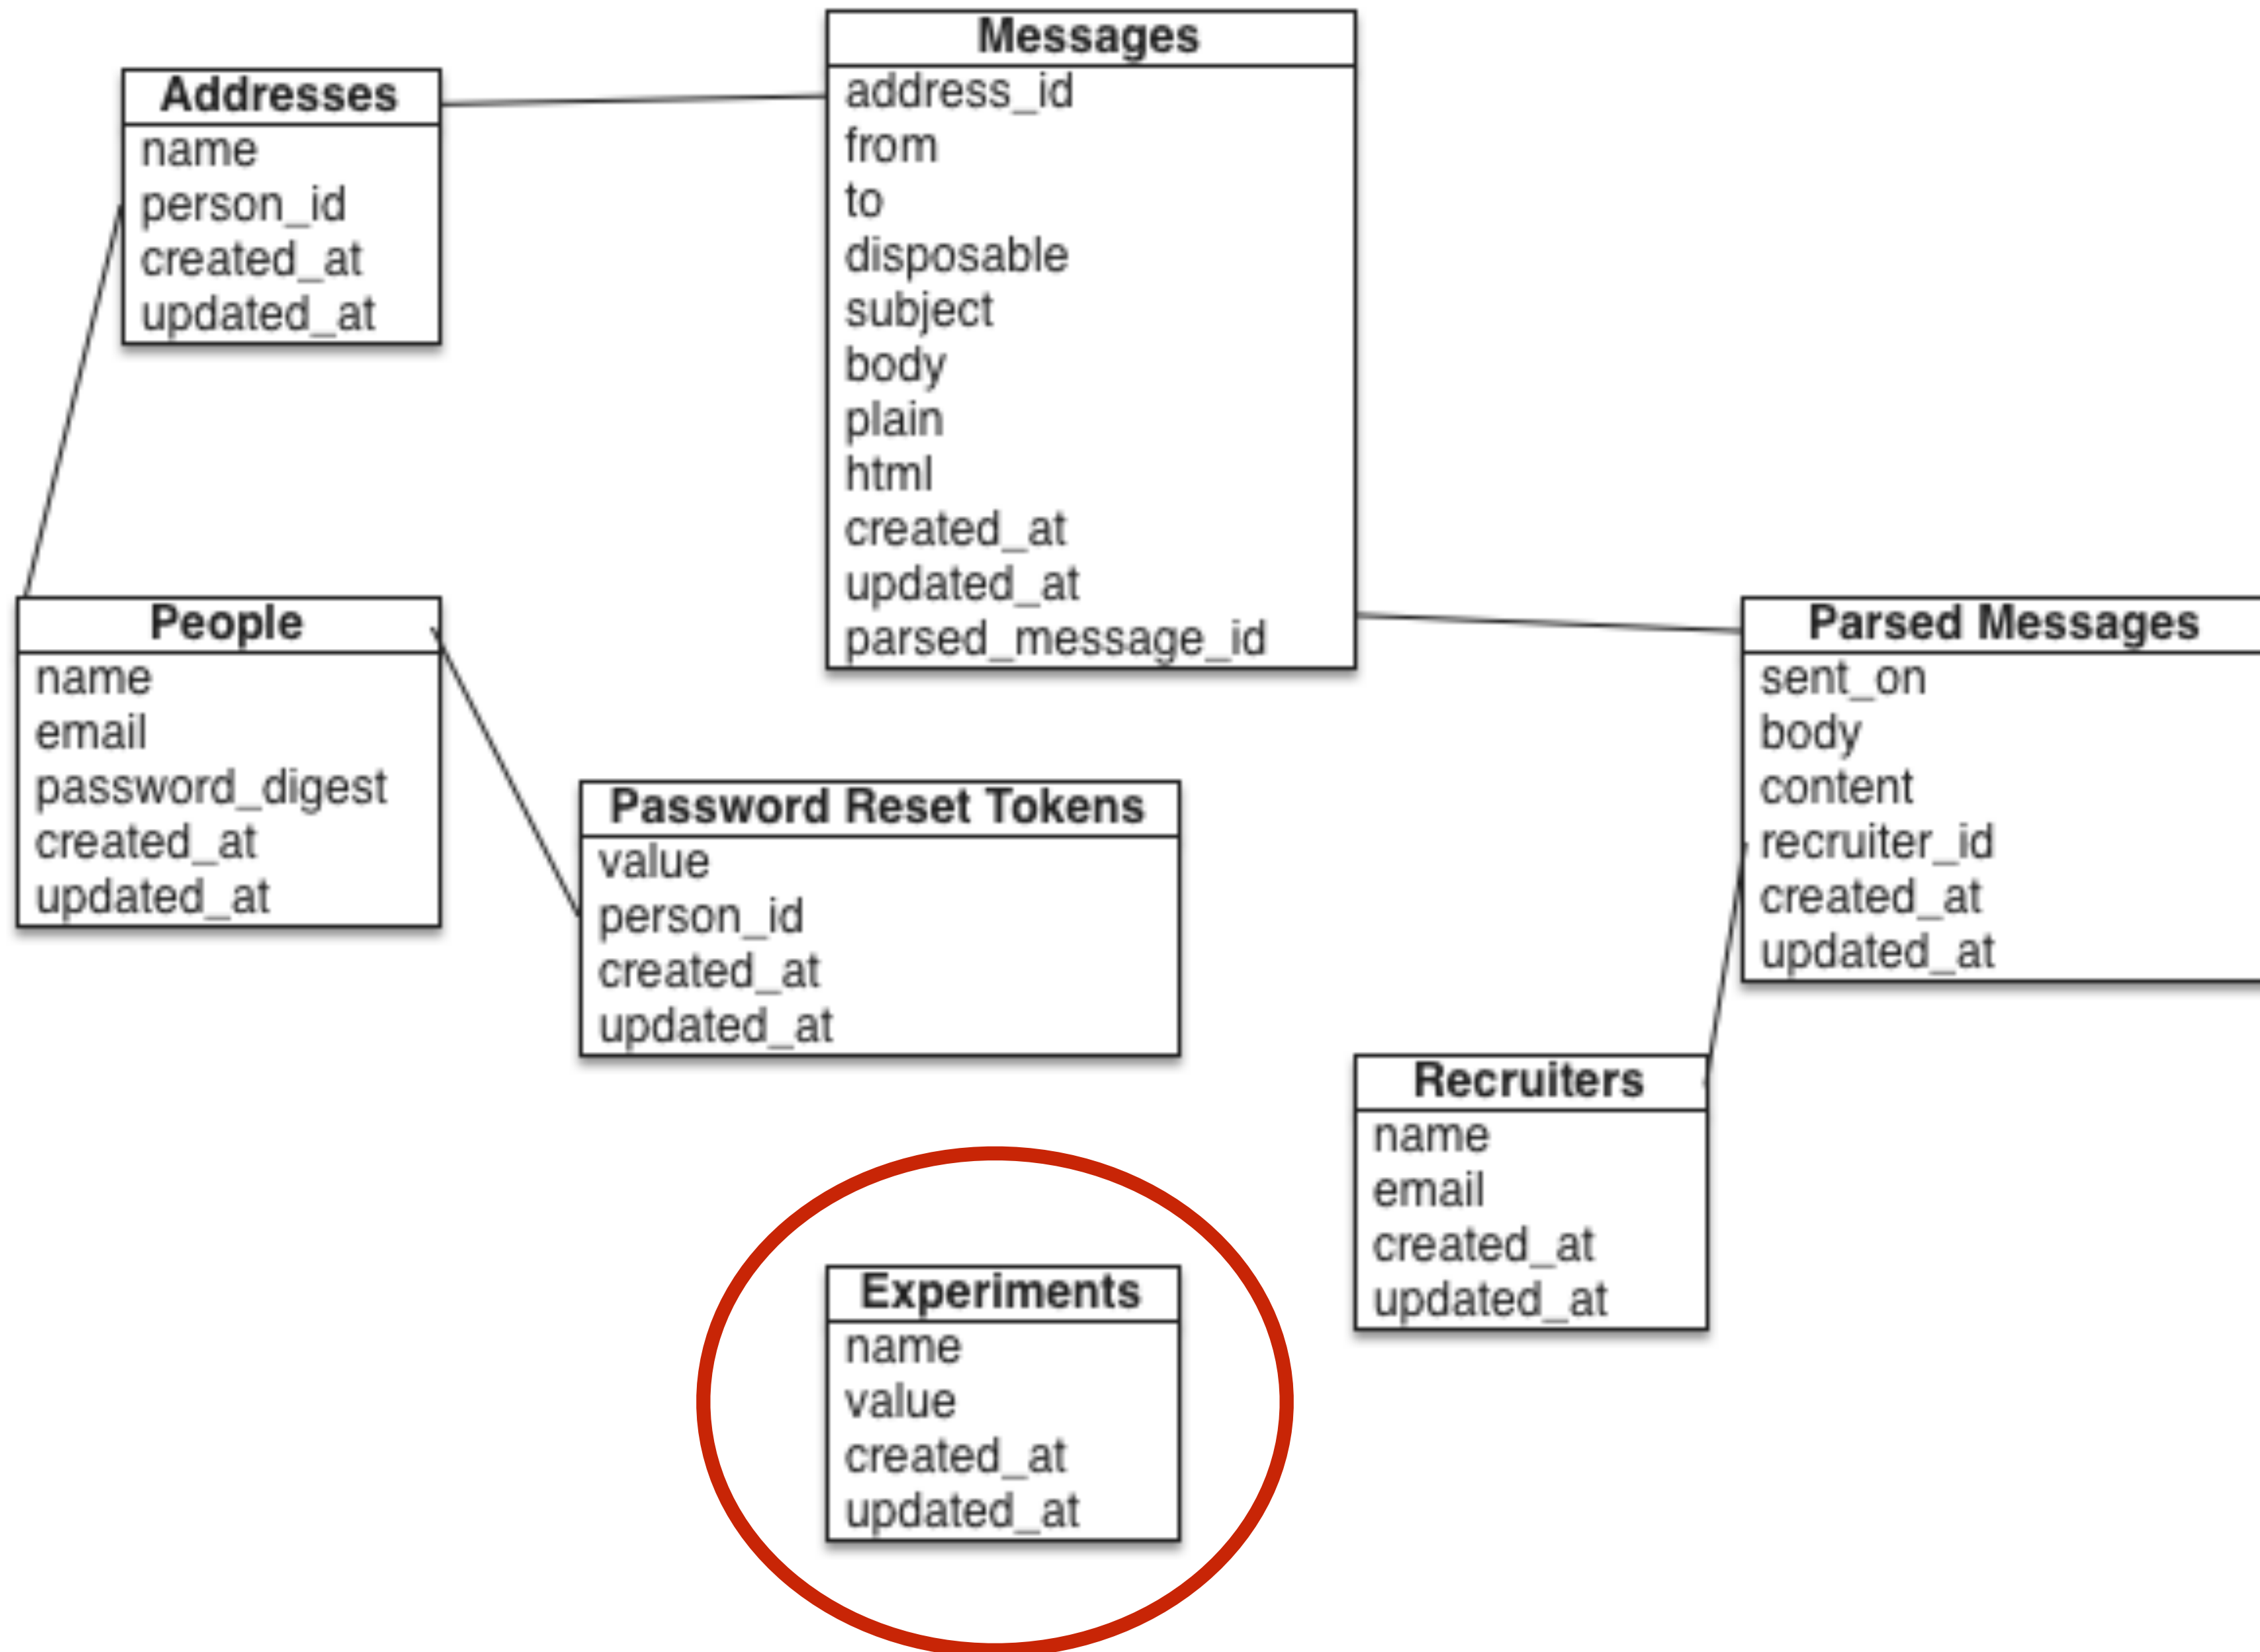 Messages
address_id
from
to
disposable
subject
body
plain
html
created_at
updated_at
parsed_message_id
Addresses
name
person_id
created_at
updated_at
People
name
email
password_digest
created_at
updated_at
Password Reset Tokens
value
person_id
created_at
updated_at
Parsed Messages
sent_on
body
content
recruiter_id
created_at
updated_at
Recruiters
name
email
created_at
updated_at
Experiments
name
value
created_at
updated_at